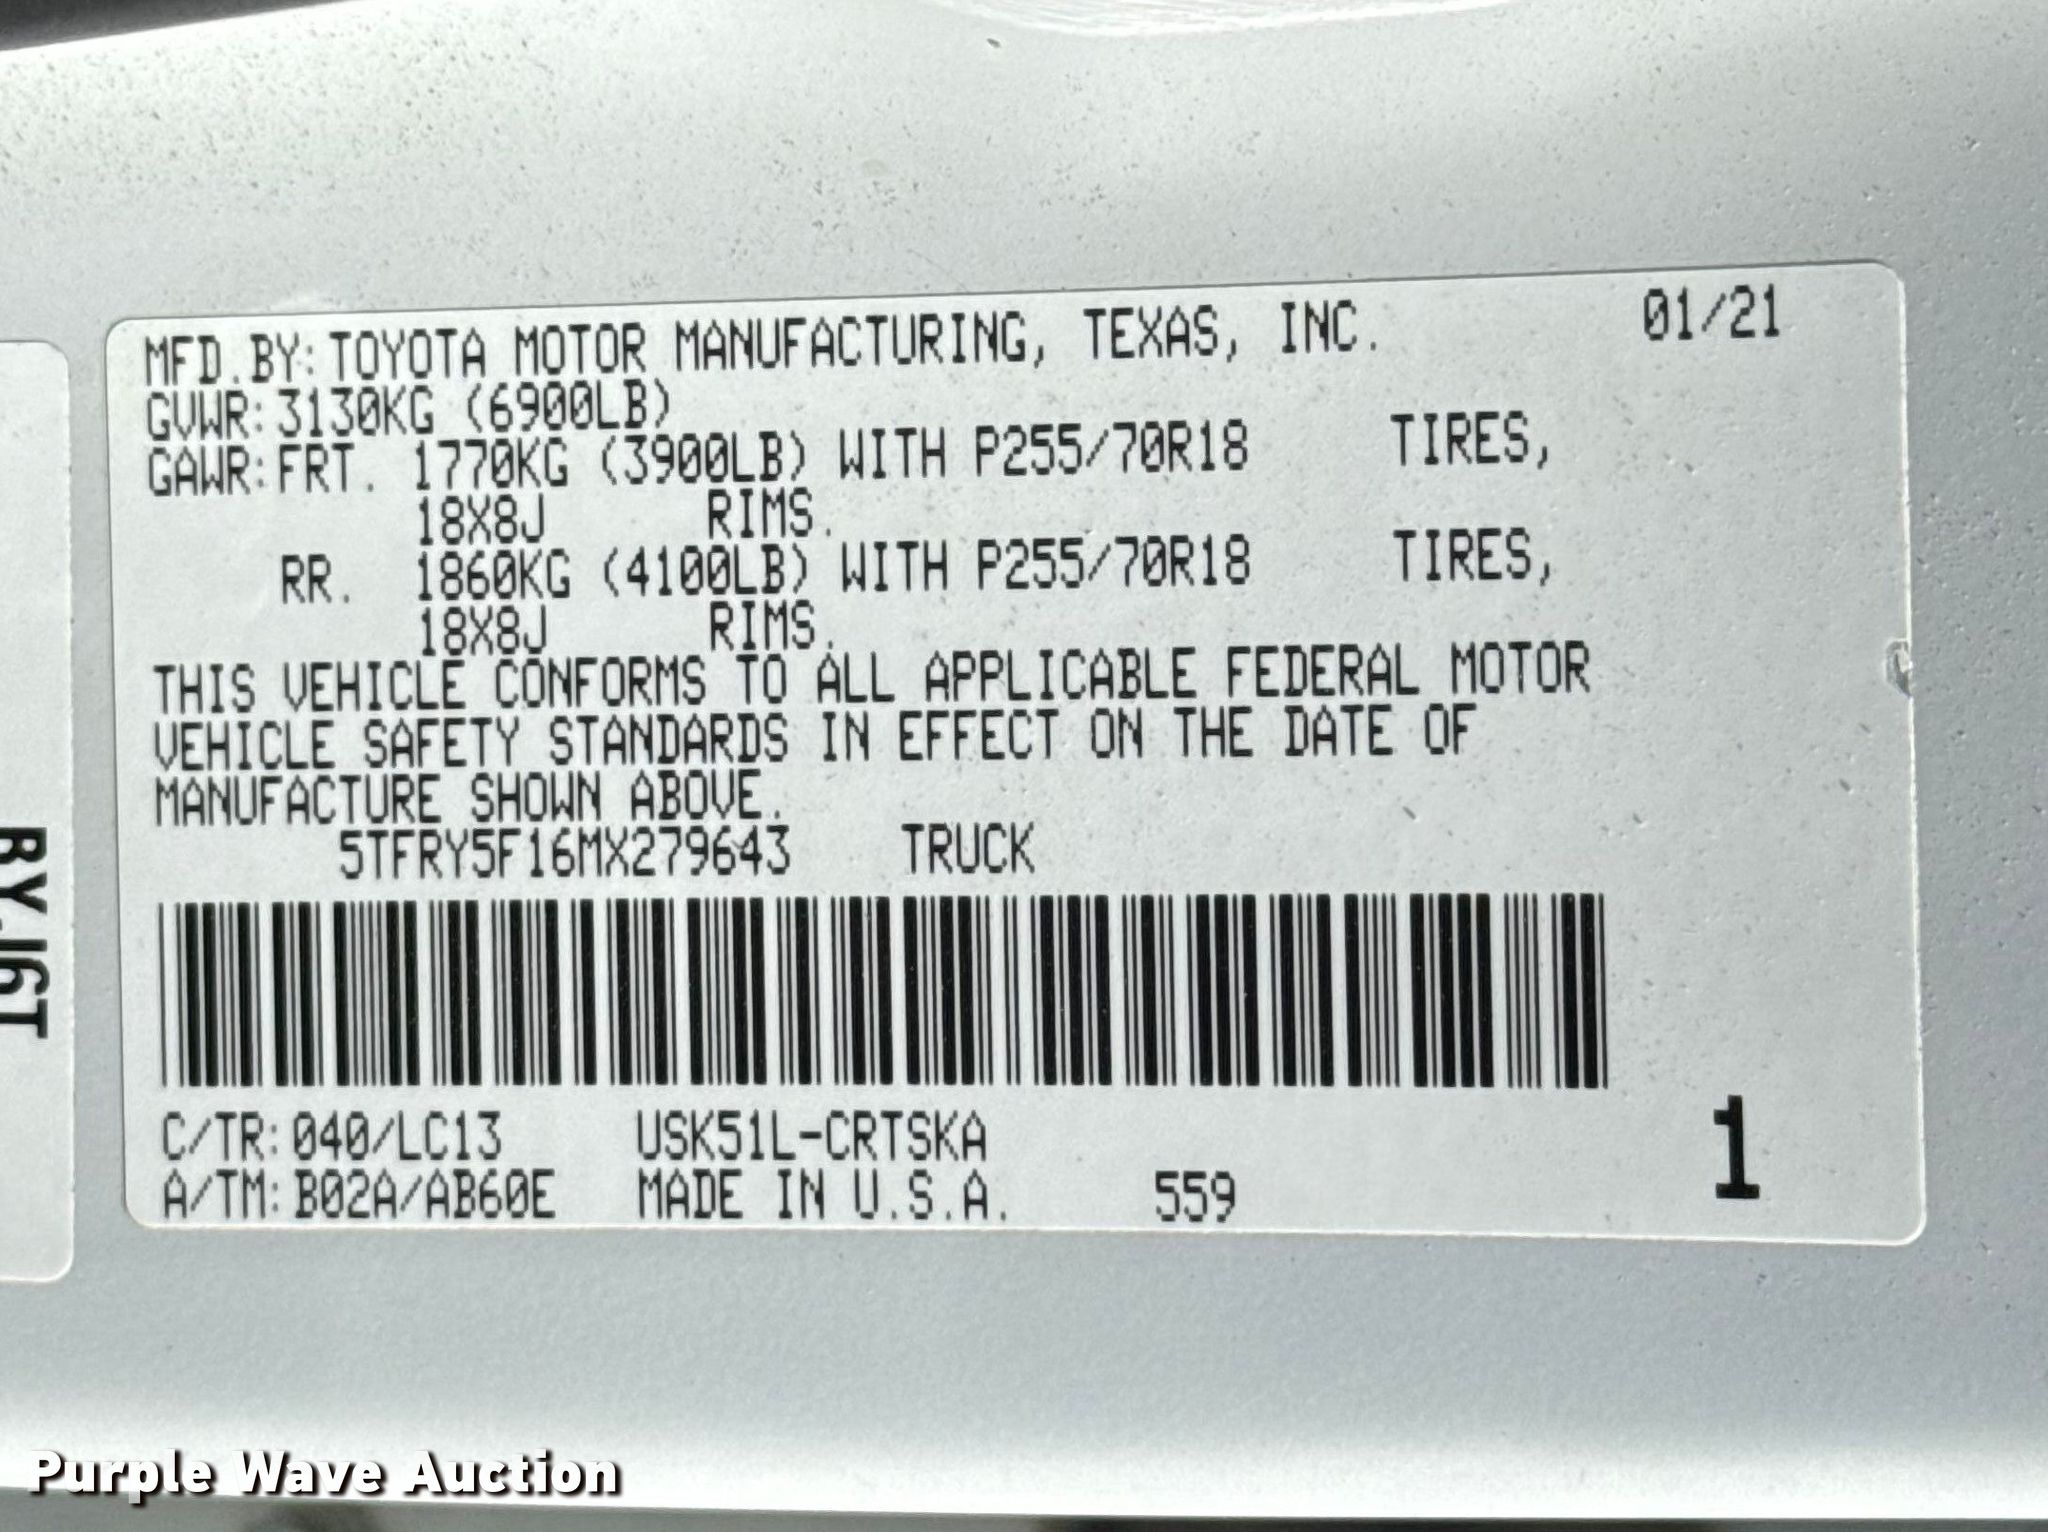 MFD.BY:TOYOTA MOTOR MANUFACTURING, TEXAS, INC. 01/21
GVWR:3130KG (6900LB)
GAWR:FRT. 1770KG (3900LB) WITH P255/70R18 TIRES,
18X8J RIMS.
RR. 1860KG (4100LB) WITH P255/70R18 TIRES,
18X8J RIMS.
THIS VEHICLE CONFORMS TO ALL APPLICABLE FEDERAL MOTOR
VEHICLE SAFETY STANDARDS IN EFFECT ON THE DATE OF
MANUFACTURE SHOWN ABOVE.
5TFRY5F16MX279643 TRUCK
C/TR:040/LC13 USK51L-CRTSKA
A/TM:B02A/AB60E MADE IN U.S.A. 559
1
Purple Wave Auction